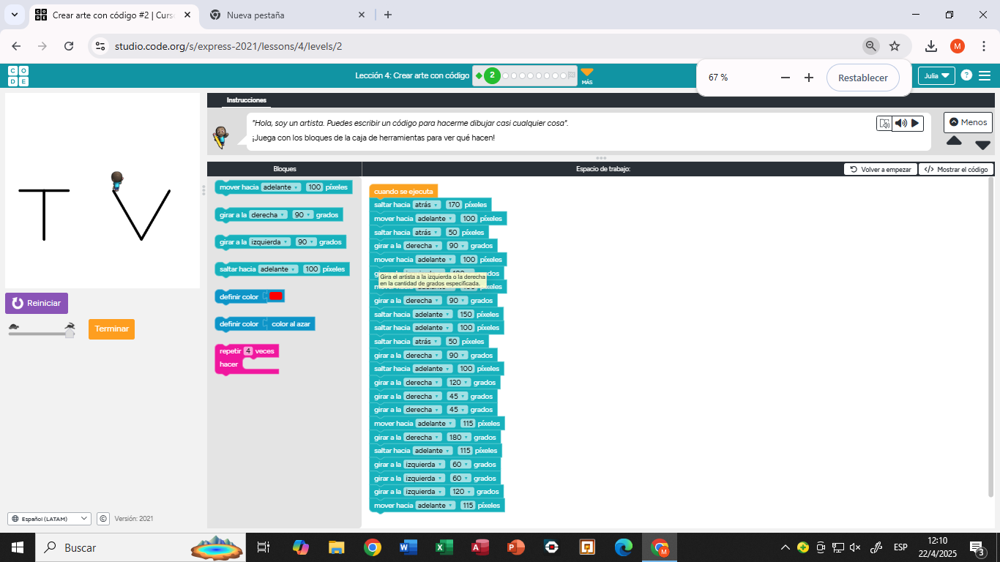 Crear arte con código #2 | Curs
Nueva pestaña
studio.code.org/s/express-2021/lessons/4/levels/2
M
C O
D E
Lección 4: Crear arte con código
2
MÁS
67 %
Restablecer
Julia
?
Instrucciones
"Hola, soy un artista. Puedes escribir un código para hacerme dibujar casi cualquier cosa".
¡Juega con los bloques de la caja de herramientas para ver qué hacen!
Menos
Bloques
Espacio de trabajo:
Volver a empezar
Mostrar el código
mover hacia adelante 100 píxeles
girar a la derecha 90 grados
girar a la izquierda 90 grados
saltar hacia adelante 100 píxeles
definir color
definir color color al azar
repetir 4 veces
hacer
cuando se ejecuta
saltar hacia atrás 170 píxeles
mover hacia adelante 100 píxeles
saltar hacia atrás 50 píxeles
girar a la derecha 90 grados
mover hacia adelante 100 píxeles
Gira el artista a la izquierda o la derecha
en la cantidad de grados especificada.
girar a la derecha 90 grados
saltar hacia adelante 150 píxeles
saltar hacia adelante 100 píxeles
saltar hacia atrás 50 píxeles
girar a la derecha 90 grados
saltar hacia adelante 100 píxeles
girar a la derecha 120 grados
girar a la derecha 45 grados
girar a la derecha 45 grados
mover hacia adelante 115 píxeles
girar a la derecha 180 grados
saltar hacia adelante 115 píxeles
girar a la izquierda 60 grados
girar a la izquierda 60 grados
girar a la izquierda 120 grados
mover hacia adelante 115 píxeles
T V
Reiniciar
Terminar
Español (LATAM)
Versión: 2021
Buscar
ESP
12:10
22/4/2025
3